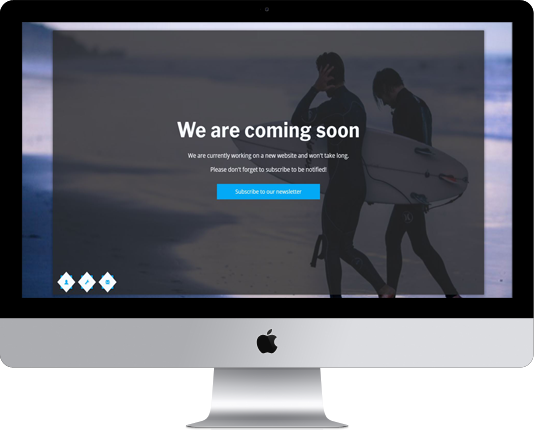 We are coming soon
We are currently working on a new website and won't take long.
Please don't forget to subscribe to be notified!
Subscribe to our newsletter